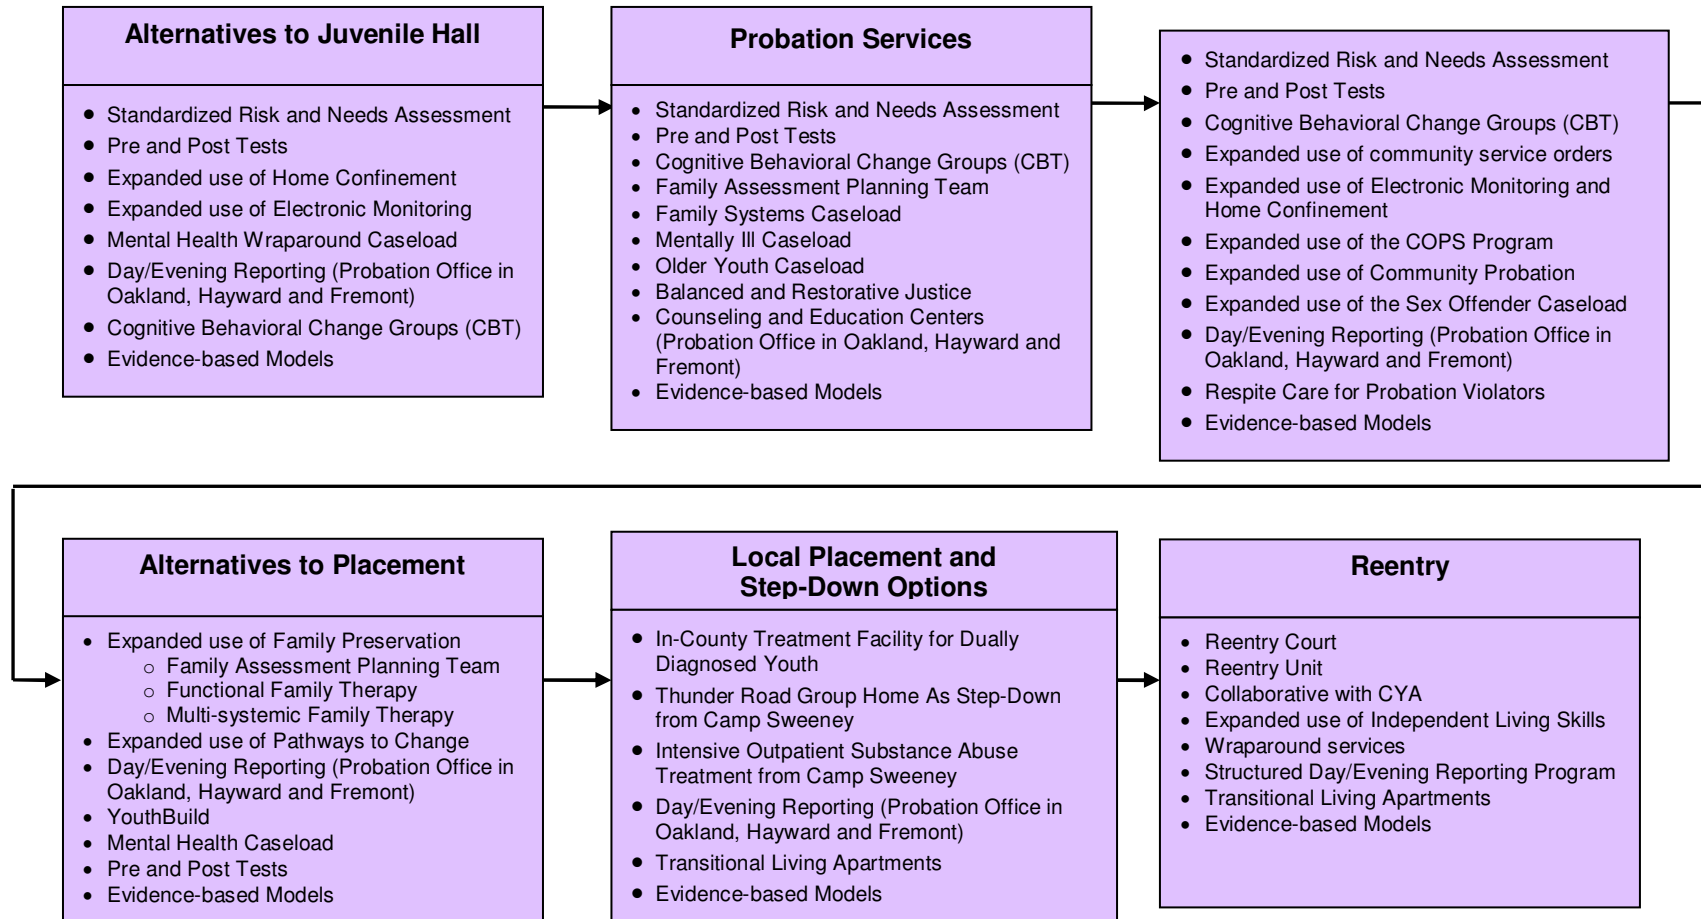 Alternatives to Juvenile Hall
• Standardized Risk and Needs Assessment
• Pre and Post Tests
• Expanded use of Home Confinement
• Expanded use of Electronic Monitoring
• Mental Health Wraparound Caseload
• Day/Evening Reporting (Probation Office in
Oakland, Hayward and Fremont)
• Cognitive Behavioral Change Groups (CBT)
• Evidence-based Models
Probation Services
• Standardized Risk and Needs Assessment
• Pre and Post Tests
• Cognitive Behavioral Change Groups (CBT)
• Family Assessment Planning Team
• Family Systems Caseload
• Mentally Ill Caseload
• Older Youth Caseload
• Balanced and Restorative Justice
• Counseling and Education Centers
(Probation Office in Oakland, Hayward and
Fremont)
• Evidence-based Models
• Standardized Risk and Needs Assessment
• Pre and Post Tests
• Cognitive Behavioral Change Groups (CBT)
• Expanded use of community service orders
• Expanded use of Electronic Monitoring and
Home Confinement
• Expanded use of the COPS Program
• Expanded use of Community Probation
• Expanded use of the Sex Offender Caseload
• Day/Evening Reporting (Probation Office in
Oakland, Hayward and Fremont)
• Respite Care for Probation Violators
• Evidence-based Models
Alternatives to Placement
• Expanded use of Family Preservation
o Family Assessment Planning Team
o Functional Family Therapy
o Multi-systemic Family Therapy
• Expanded use of Pathways to Change
• Day/Evening Reporting (Probation Office in
Oakland, Hayward and Fremont)
• YouthBuild
• Mental Health Caseload
• Pre and Post Tests
• Evidence-based Models
Local Placement and
Step-Down Options
• In-County Treatment Facility for Dually
Diagnosed Youth
• Thunder Road Group Home As Step-Down
from Camp Sweeney
• Intensive Outpatient Substance Abuse
Treatment from Camp Sweeney
• Day/Evening Reporting (Probation Office in
Oakland, Hayward and Fremont)
• Transitional Living Apartments
• Evidence-based Models
Reentry
• Reentry Court
• Reentry Unit
• Collaborative with CYA
• Expanded use of Independent Living Skills
• Wraparound services
• Structured Day/Evening Reporting Program
• Transitional Living Apartments
• Evidence-based Models